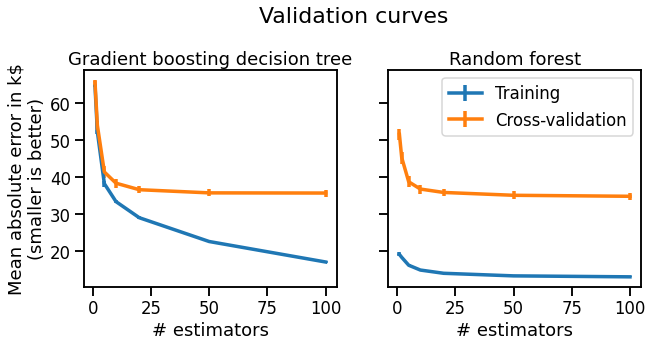 Validation curves
Gradient boosting decision tree
Random forest
Mean absolute error in k$
(smaller is better)
60
50
40
30
20
Training
Cross-validation
0
25
50
75
100
0
25
50
75
100
# estimators
# estimators